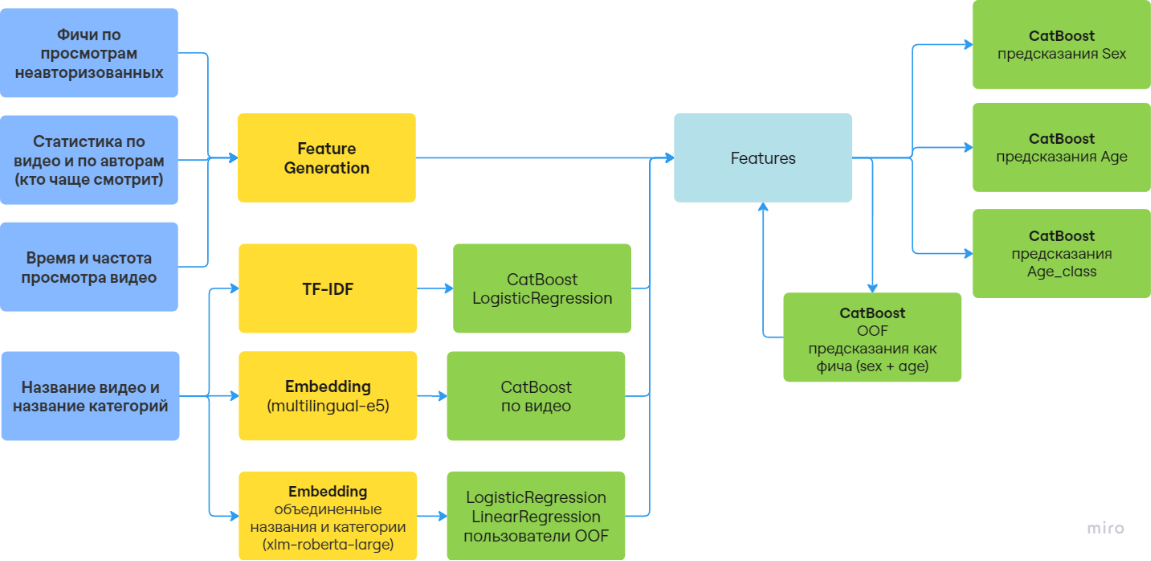 Фичи по
просмотрам
неавторизованных
Статистика по
видео и по авторам
(кто чаще смотрит)
Время и частота
просмотра видео
Название видео и
название категорий
Feature
Generation
TF-IDF
Embedding
(multilingual-e5)
Embedding
объединенные
названия и категории
(xlm-roberta-large)
CatBoost
LogisticRegression
CatBoost
по видео
LogisticRegression
LinearRegression
пользователи OOF
Features
CatBoost
OOF
предсказания как
фича (sex + age)
CatBoost
предсказания Sex
CatBoost
предсказания Age
CatBoost
предсказания
Age_class
miro